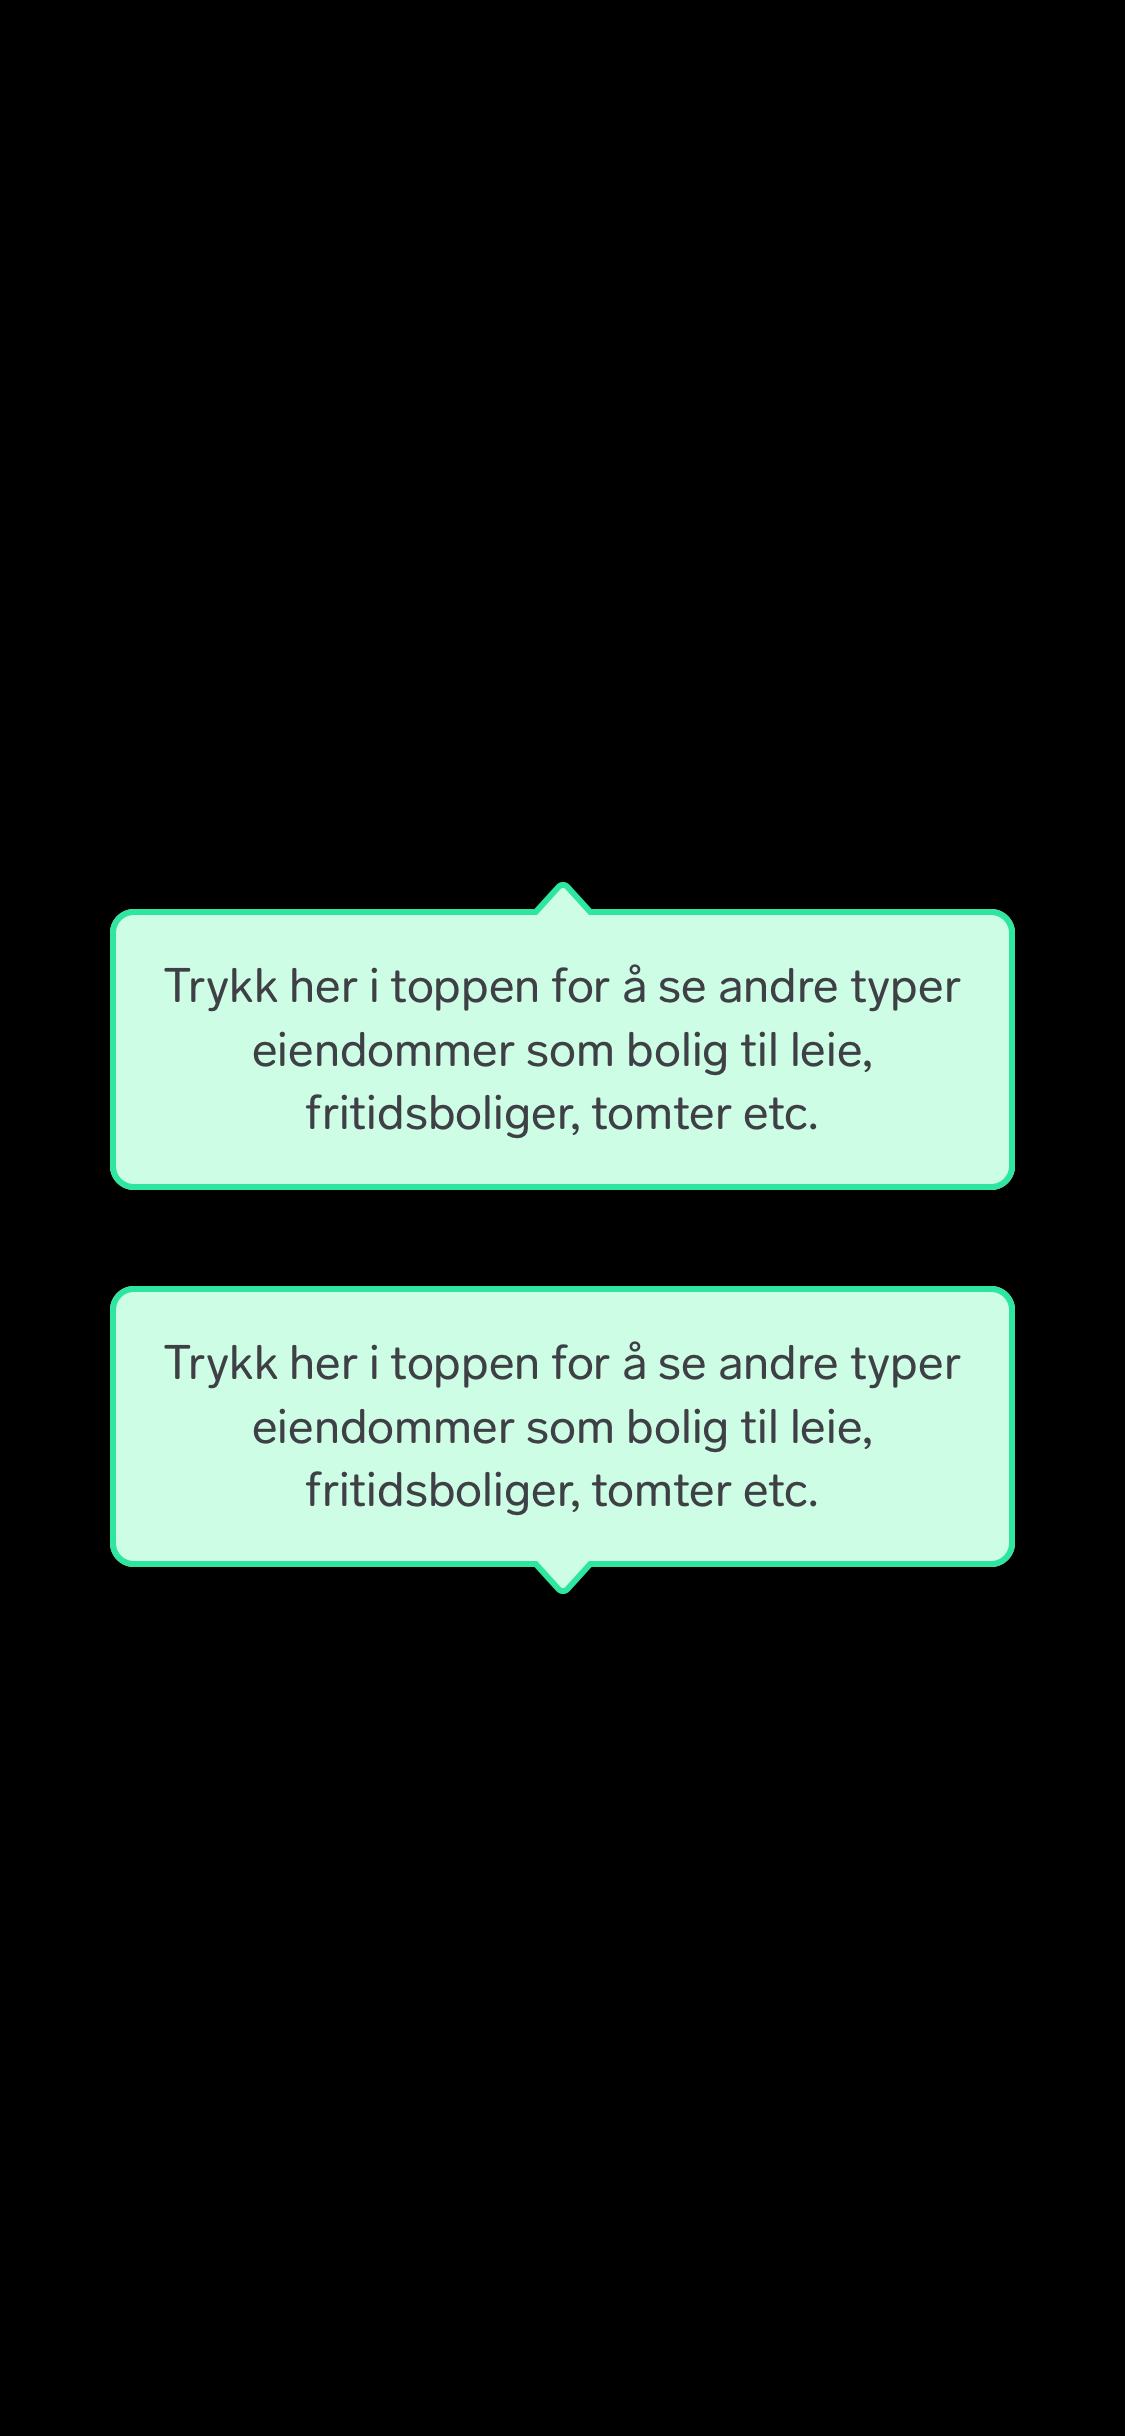 Trykk her i toppen for å se andre typer
eiendommer som bolig til leie,
fritidsboliger, tomter etc.
Trykk her i toppen for å se andre typer
eiendommer som bolig til leie,
fritidsboliger, tomter etc.